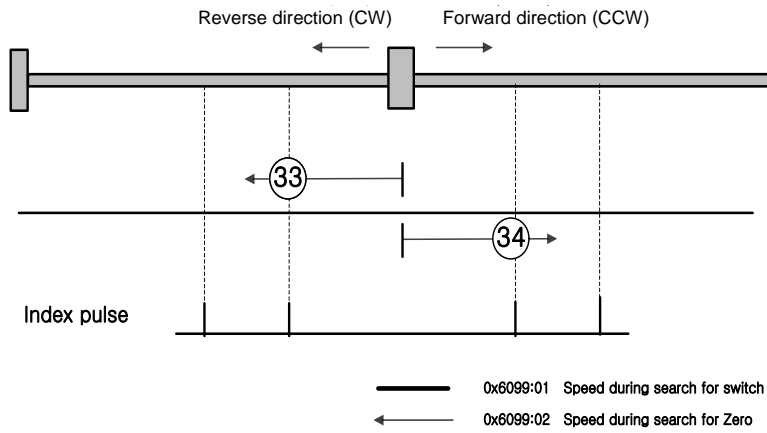 Reverse direction (CW) Forward direction (CCW)
33
34
Index pulse
0x6099:01 Speed during search for switch
0x6099:02 Speed during search for Zero